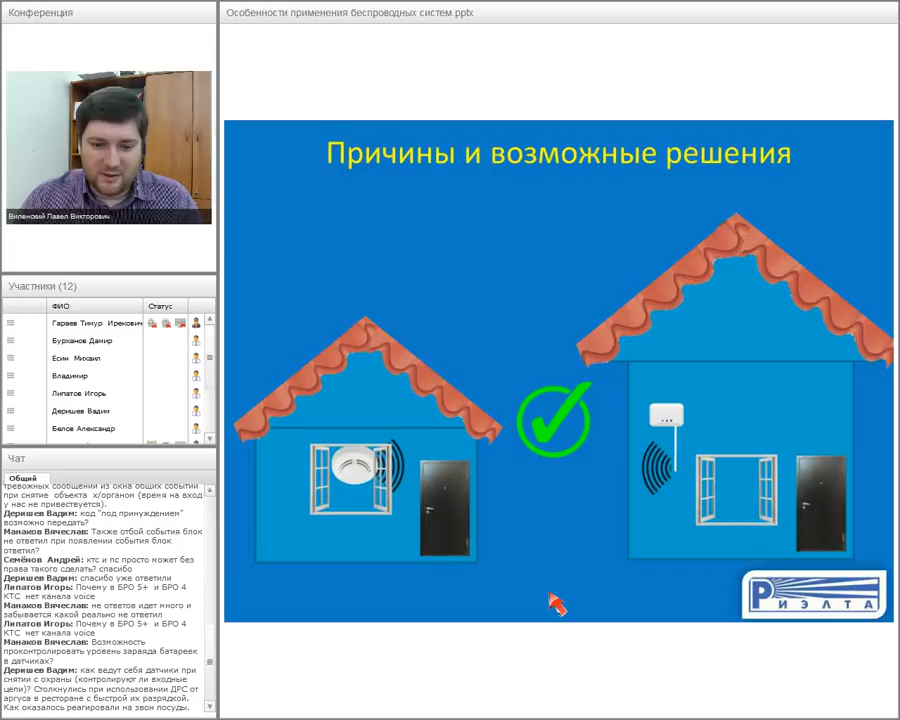 Конференция
Особенности применения беспроводных систем.pptx
Виленский Павел Викторович
Причины и возможные решения
Участники (12)
ФИО
Статус
Гараев Тимур Ирекович
Бурханов Дамир
Есин Михаил
Владимир
Липатов Игорь
Деришев Вадим
Белов Александр
Чат
Общий
тревожных сообщений из окна общих событий
при снятие объекта х/органом (время на вход
у нас не приветствуется).
Деришев Вадим: код "под принуждением"
возможно передать?
Манаков Вячеслав: Также отбой события блок
не ответил при появлении события блок
ответил?
Семёнов Андрей: ктс и пс просто может без
права такого сделать? спасибо
Деришев Вадим: спасибо уже ответили
Липатов Игорь: Почему в БРО 5+ и БРО 4
КТС нет канала voice
Манаков Вячеслав: не ответов идет много и
забывается какой реально не ответил
Липатов Игорь: Почему в БРО 5+ и БРО 4
КТС нет канала voice
Манаков Вячеслав: Возможность
проконтролировать уровень заряада батареек
в датчиках?
Деришев Вадим: как ведут себя датчики при
снятии с охраны (контролируют ли входные
цепи)? Столкнулись при использовании ДРС от
аргуса в ресторане с быстрой их разрядкой.
Как оказалось реагировали на звон посуды.
РИЭЛТА